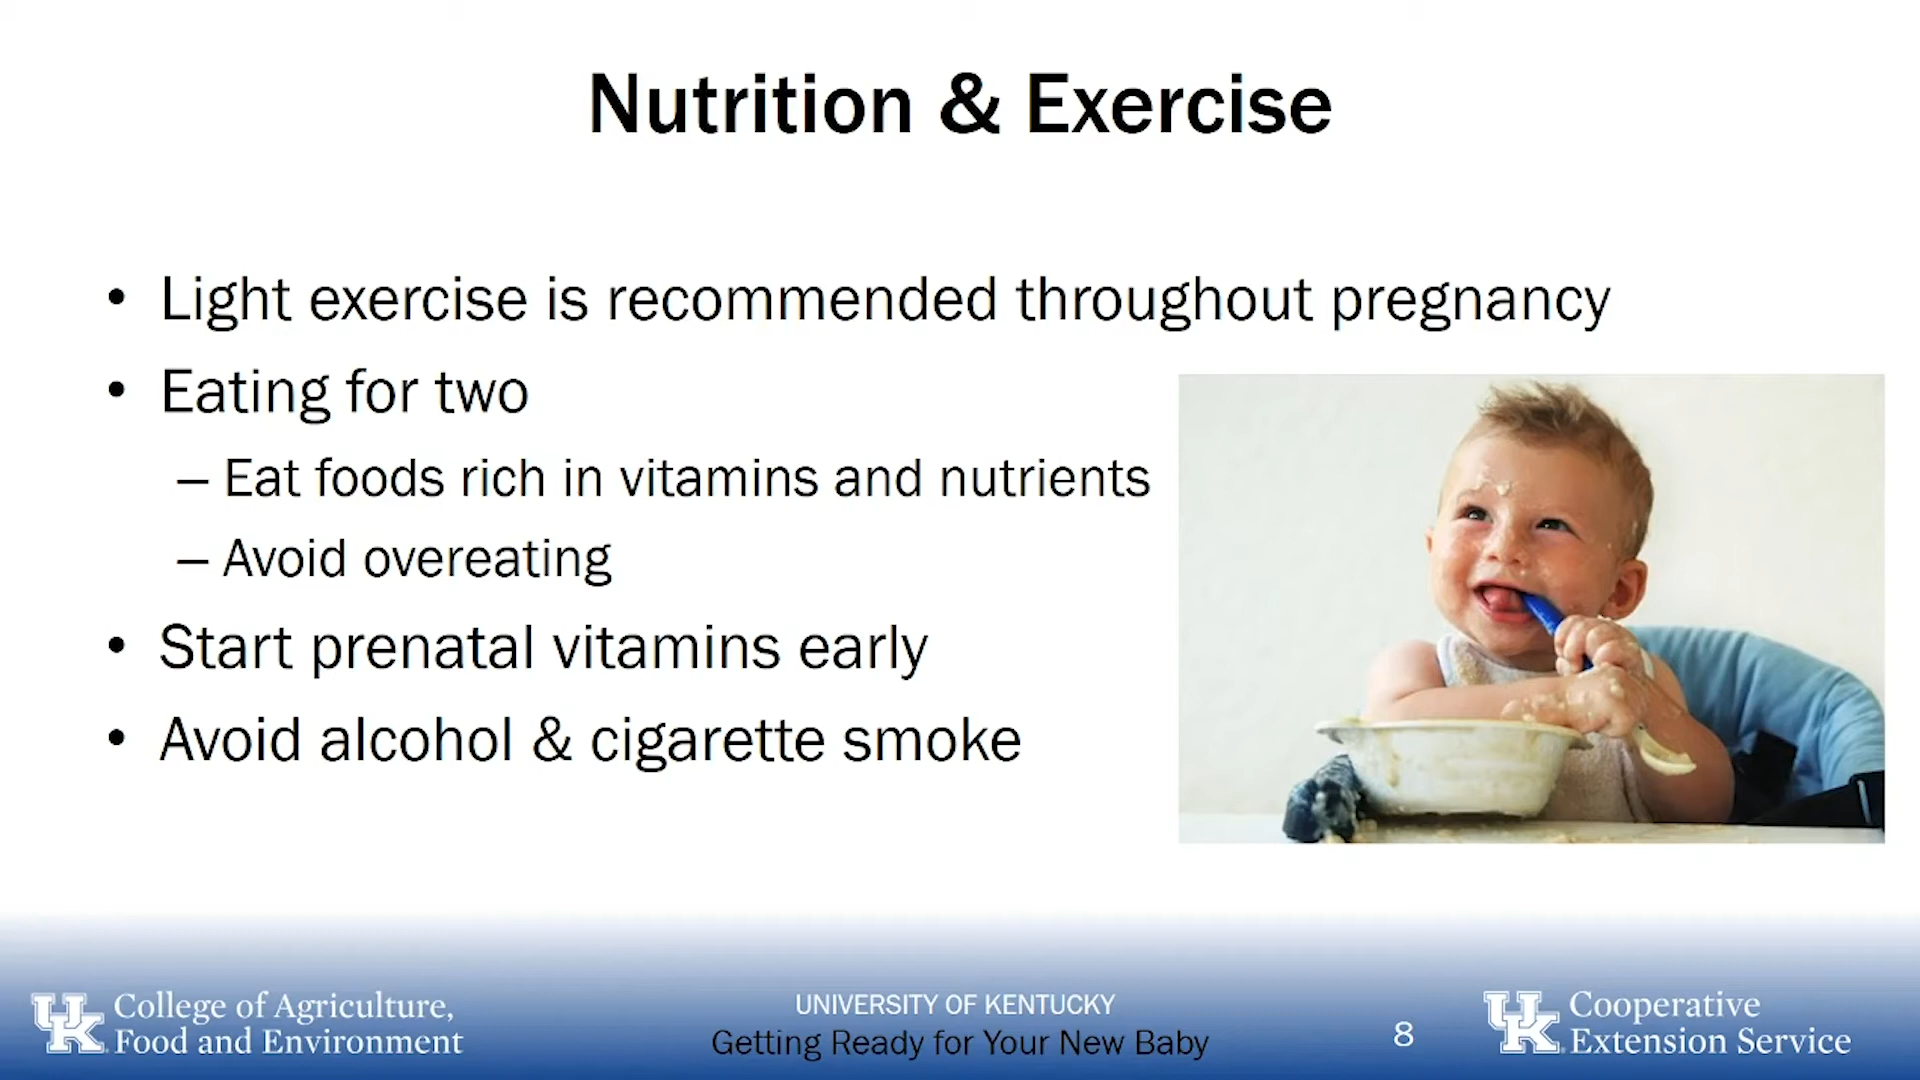 Nutrition & Exercise
• Light exercise is recommended throughout pregnancy
• Eating for two
– Eat foods rich in vitamins and nutrients
– Avoid overeating
• Start prenatal vitamins early
• Avoid alcohol & cigarette smoke
UK College of Agriculture,
Food and Environment
UNIVERSITY OF KENTUCKY
Getting Ready for Your New Baby
8
UK Cooperative
Extension Service